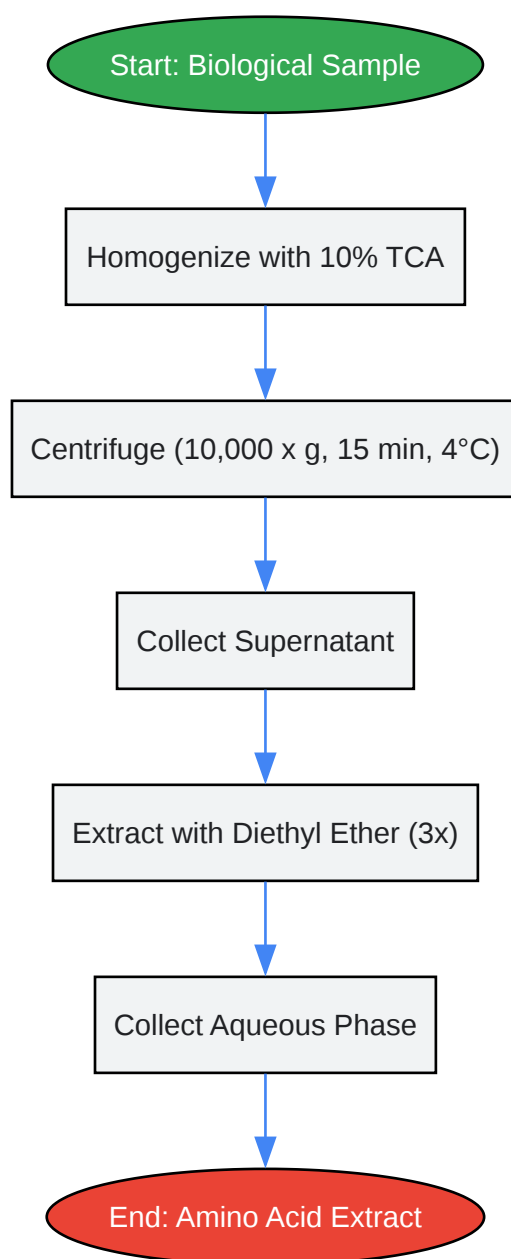 Start: Biological Sample
Homogenize with 10% TCA
Centrifuge (10,000 x g, 15 min, 4°C)
Collect Supernatant
Extract with Diethyl Ether (3x)
Collect Aqueous Phase
End: Amino Acid Extract